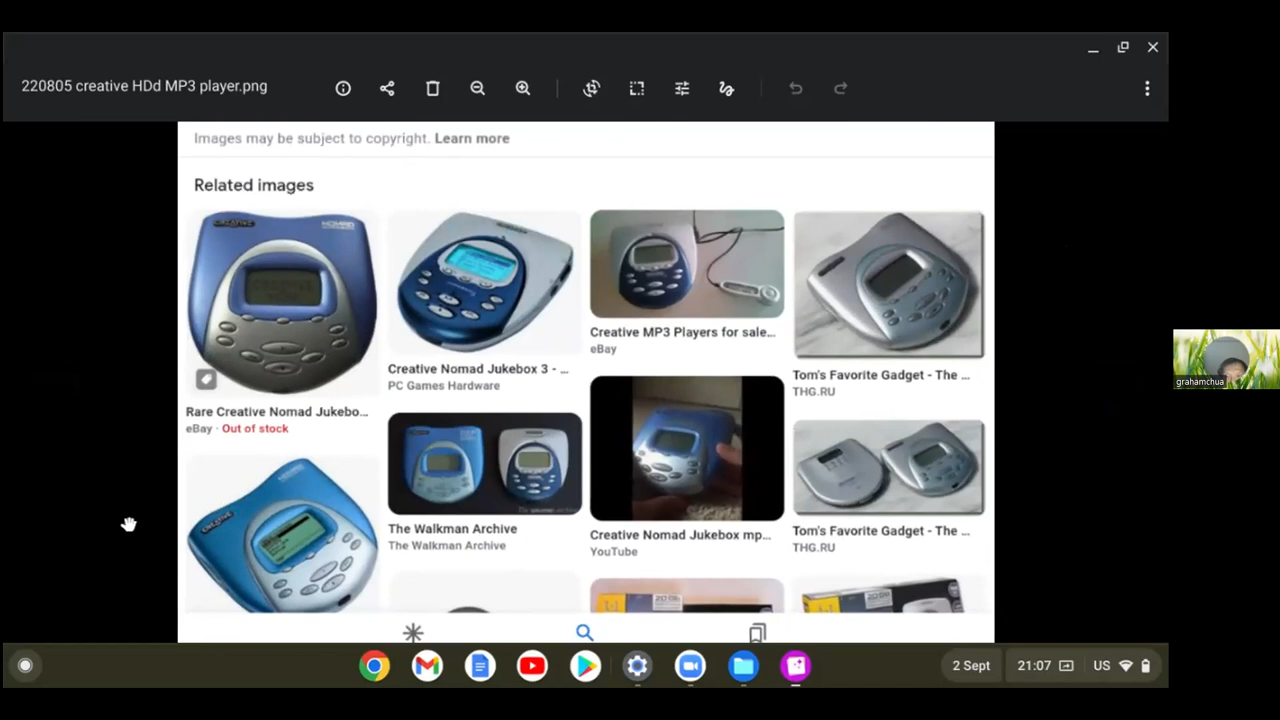 220805 creative HDd MP3 player.png
Images may be subject to copyright. Learn more
Related images
CREATIVE
NOMAD
Rare Creative Nomad Jukebo...
eBay · Out of stock
Creative Nomad Jukebox 3 - ...
PC Games Hardware
Creative MP3 Players for sale...
eBay
Tom's Favorite Gadget - The ...
THG.RU
CREATIVE
The Walkman Archive
The Walkman Archive
Creative Nomad Jukebox mp...
YouTube
Tom's Favorite Gadget - The ...
THG.RU
grahamchua
2 Sept
21:07
US